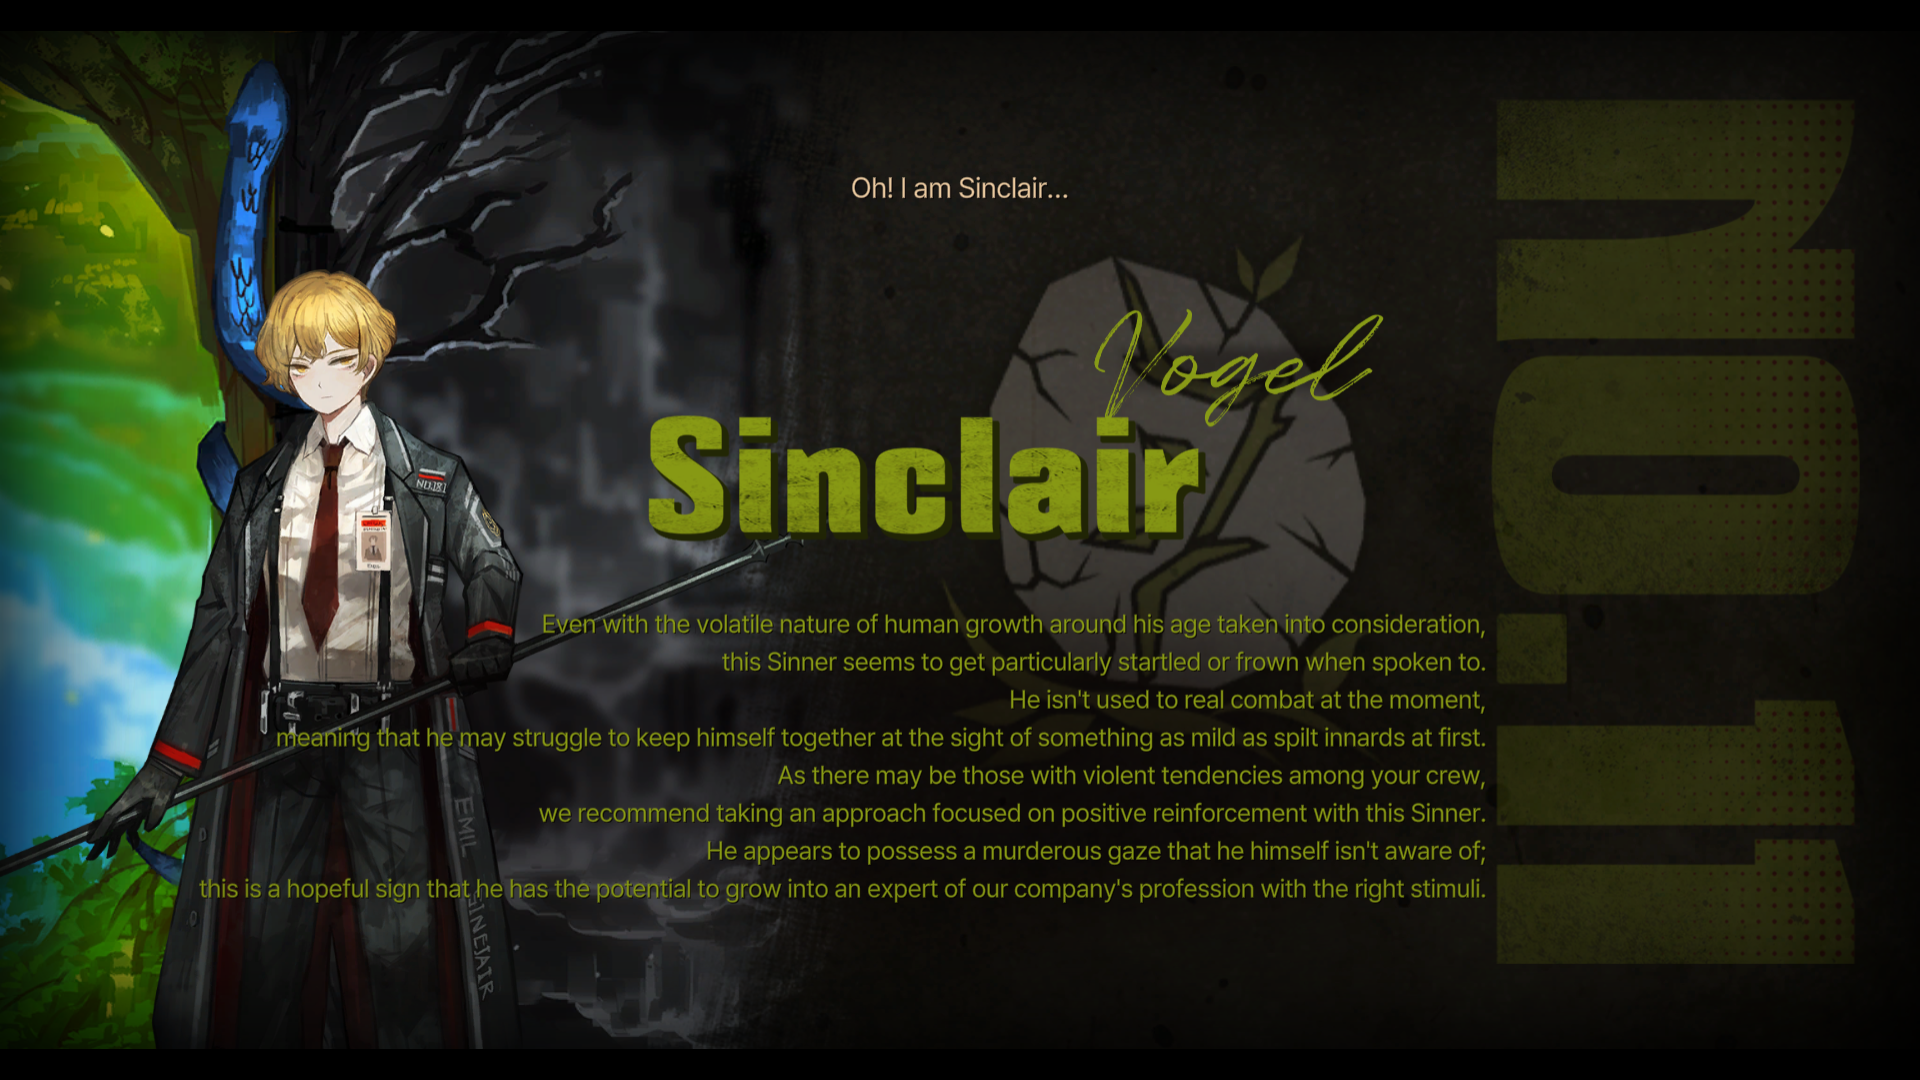 Oh! I am Sinclair...
Vogel
Sinclair
NO.11
Even with the volatile nature of human growth around his age taken into consideration,
this Sinner seems to get particularly startled or frown when spoken to.
He isn't used to real combat at the moment,
meaning that he may struggle to keep himself together at the sight of something as mild as spilt innards at first.
As there may be those with violent tendencies among your crew,
we recommend taking an approach focused on positive reinforcement with this Sinner.
He appears to possess a murderous gaze that he himself isn't aware of;
this is a hopeful sign that he has the potential to grow into an expert of our company's profession with the right stimuli.
EMIL
SINCLAIR